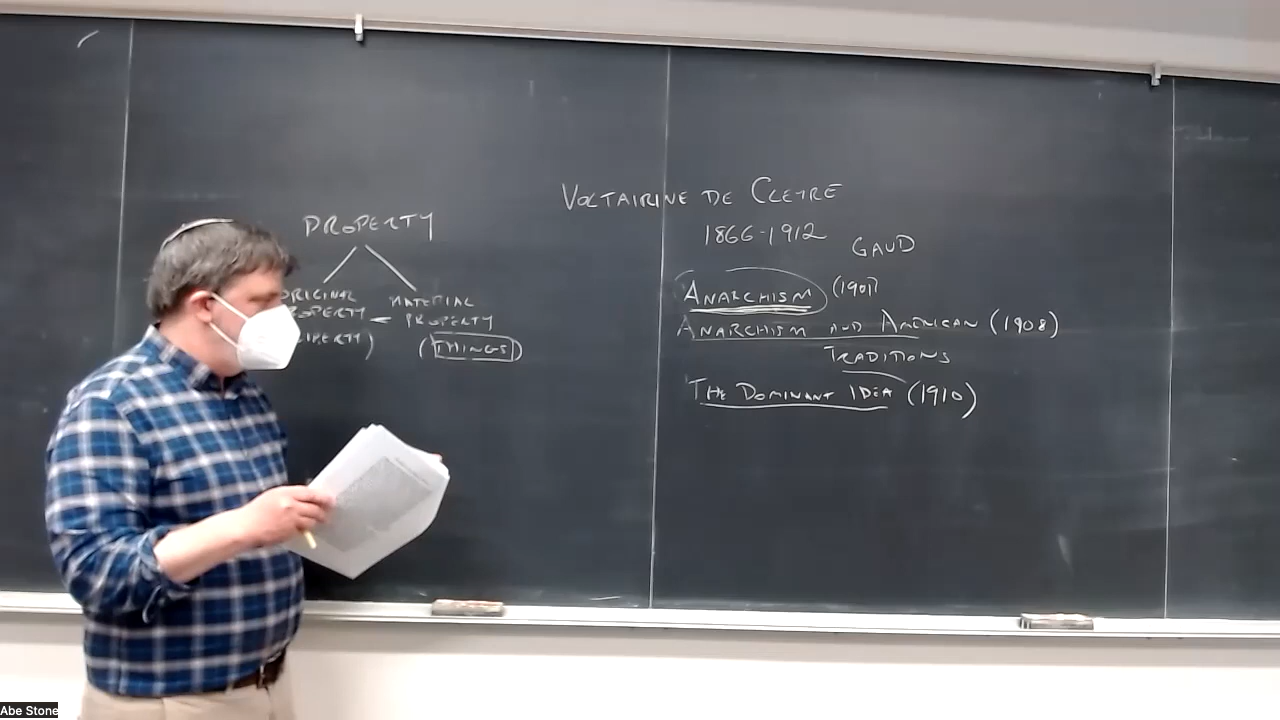 PROPERTY
ORIGINAL PROPERTY
MATERIAL PROPERTY
(THINGS)
VOLTAIRINE DE CLEYRE
1866-1912
GAUD
ANARCHISM (1901)
ANARCHISM AND AMERICAN (1908)
TRADITIONS
THE DOMINANT IDEA (1910)
Abe Stone